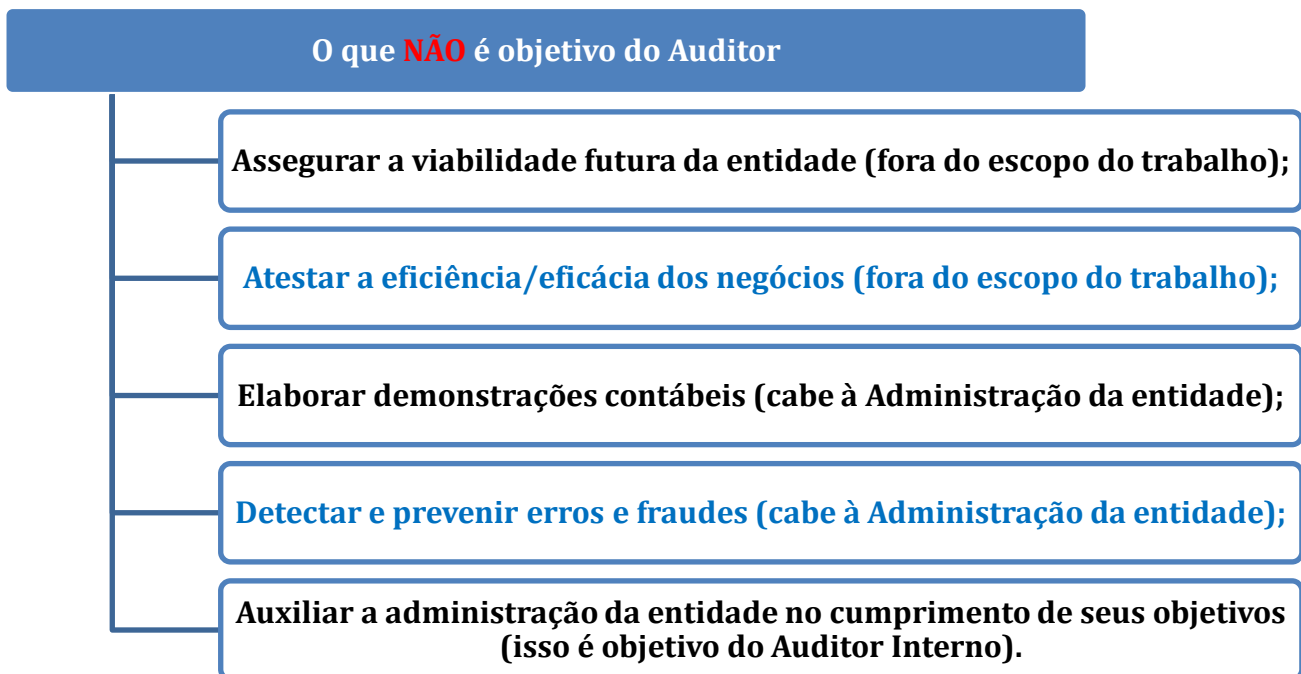 O que NÃO é objetivo do Auditor
Assegurar a viabilidade futura da entidade (fora do escopo do trabalho);
Atestar a eficiência/eficácia dos negócios (fora do escopo do trabalho);
Elaborar demonstrações contábeis (cabe à Administração da entidade);
Detectar e prevenir erros e fraudes (cabe à Administração da entidade);
Auxiliar a administração da entidade no cumprimento de seus objetivos
(isso é objetivo do Auditor Interno).